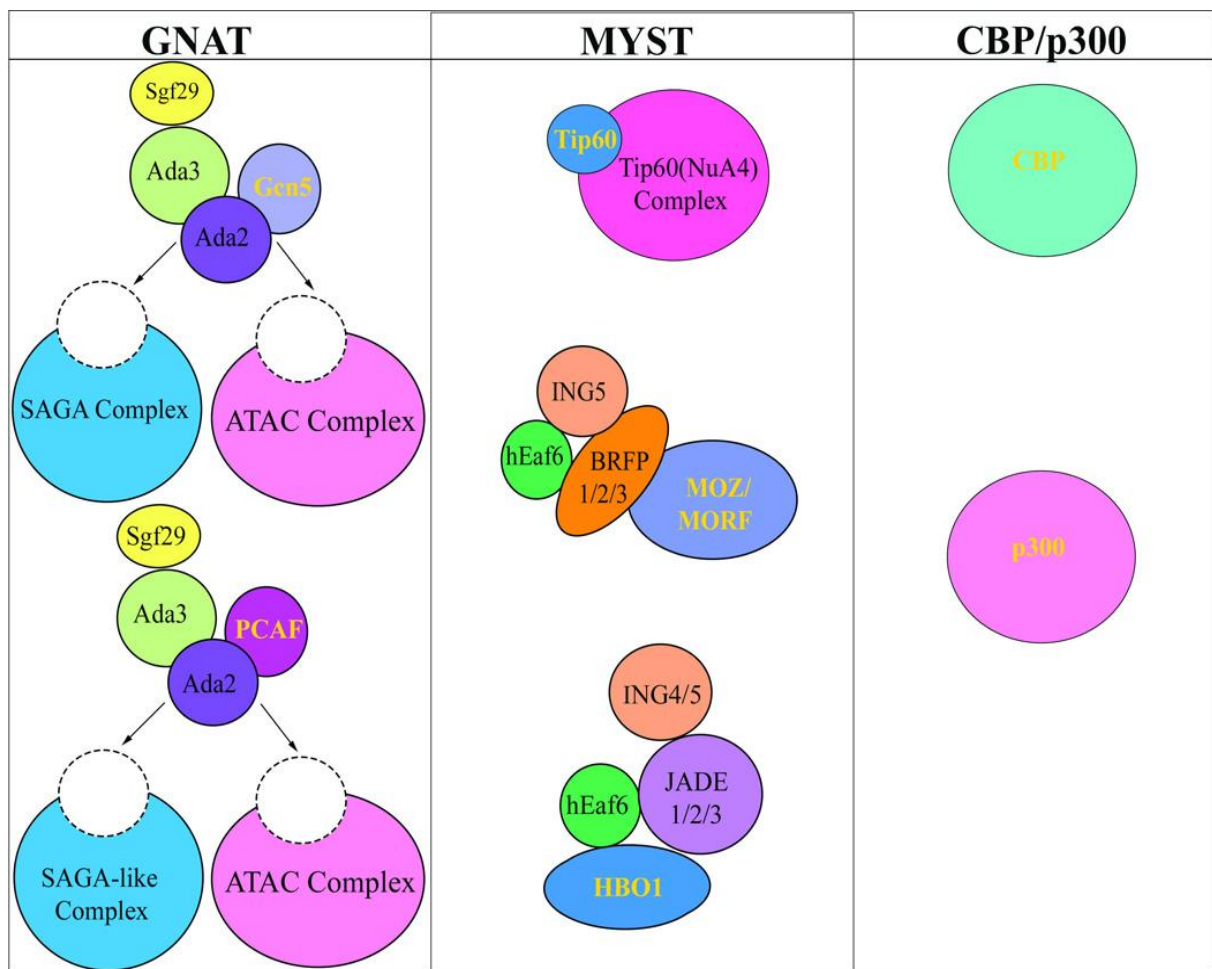 GNAT
MYST
CBP/p300
Sgf29
Ada3
Gcn5
Ada2
SAGA Complex
ATAC Complex
Sgf29
Ada3
PCAF
Ada2
SAGA-like
Complex
ATAC Complex
Tip60
Tip60(NuA4)
Complex
ING5
hEaf6
BRFP
1/2/3
MOZ/
MORF
ING4/5
JADE
1/2/3
hEaf6
HBO1
CBP
p300